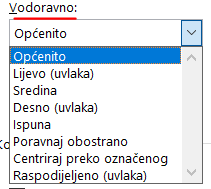 Vodoravno:
Općenito
Općenito
Lijevo (uvlaka)
Sredina
Desno (uvlaka)
Ispuna
Poravnaj obostrano
Centriraj preko označenog
Raspodijeljeno (uvlaka)